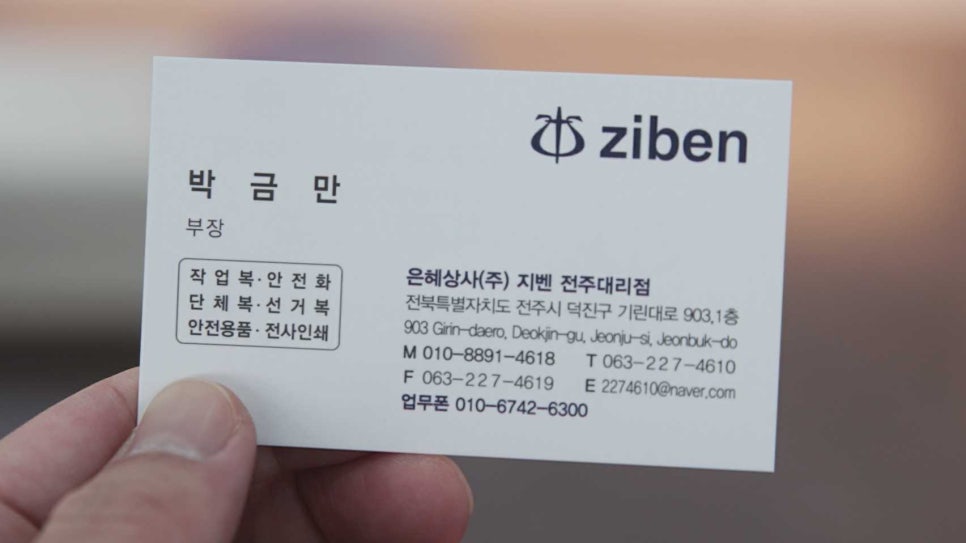 ziben
박 금 만
부장
작 업 복 · 안 전 화
단 체 복 · 선 거 복
안전용품 · 전사인쇄
은혜상사(주) 지벤 전주대리점
전북특별자치도 전주시 덕진구 기린대로 903,1층
903 Girin-daero, Deokjin-gu, Jeonju-si, Jeonbuk-do
M 010-8891-4618 T 063-227-4610
F 063-227-4619 E 2274610@naver.com
업무폰 010-6742-6300